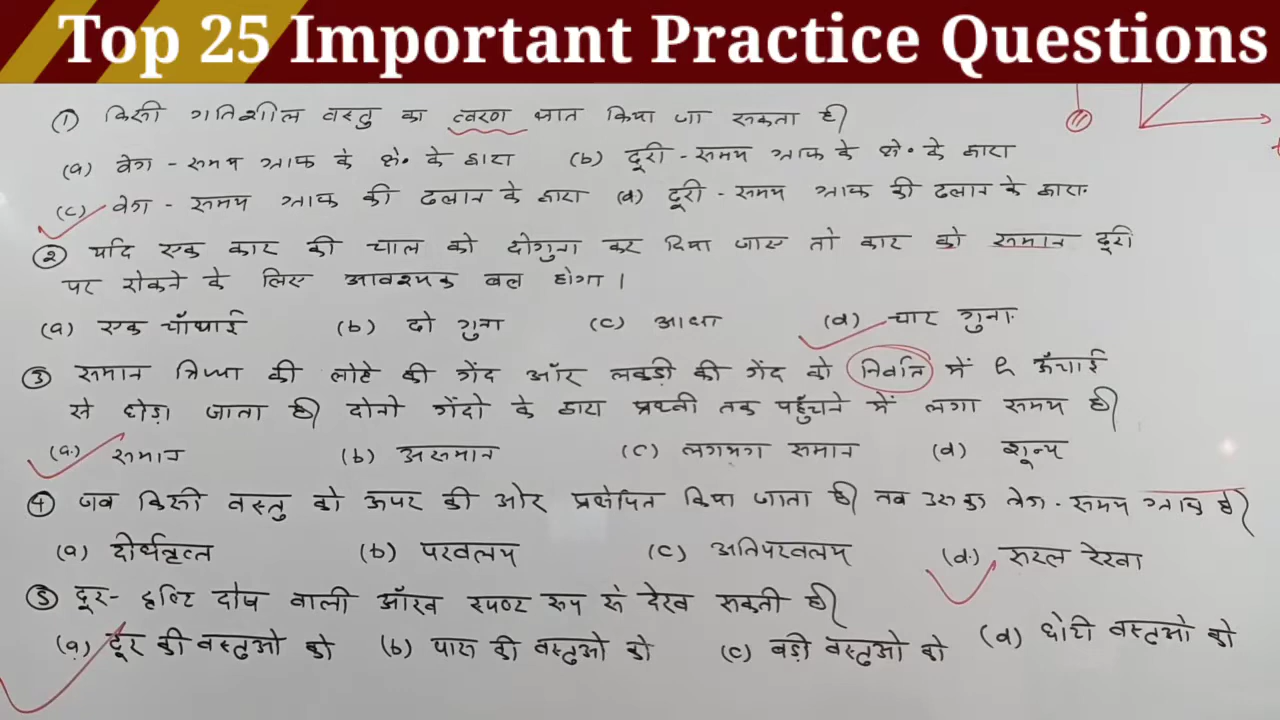 Top 25 Important Practice Questions
① किसी गतिशील वस्तु का त्वरण ज्ञात किया जा सकता है।
(a) वेग - समय ग्राफ के क्षे० के द्वारा (b) दूरी - समय ग्राफ के क्षे० के द्वारा
(c) वेग - समय ग्राफ की ढलान के द्वारा (d) दूरी - समय ग्राफ की ढलान के द्वारा
② यदि एक कार की चाल को दोगुना कर दिया जाए तो कार को समान दूरी
पर रोकने के लिए आवश्यक बल होगा।
(a) एक चौथाई (b) दो गुना (c) आधा (d) चार गुना
③ समान त्रिज्या की लोहे की गेंद और लकड़ी की गेंद को निर्वात में h ऊँचाई
से छोड़ा जाता है। दोनो गेंदो के द्वारा प्रथ्वी तक पहुँचने में लगा समय है।
(a) समान (b) असमान (c) लगभग समान (d) शून्य
④ जब किसी वस्तु को ऊपर की ओर प्रक्षेपित किया जाता है। तब उसका वेग - समय ग्राफ है।
(a) दीर्घवृत्त (b) परवलय (c) अतिपरवलय (d) सरल रेखा
⑤ दूर - दृष्टि दोष वाली आँख स्पष्ट रूप से देख सकती है।
(a) दूर की वस्तुओ को (b) पास की वस्तुओ को (c) बड़ी वस्तुओ को (d) छोटी वस्तुओ को